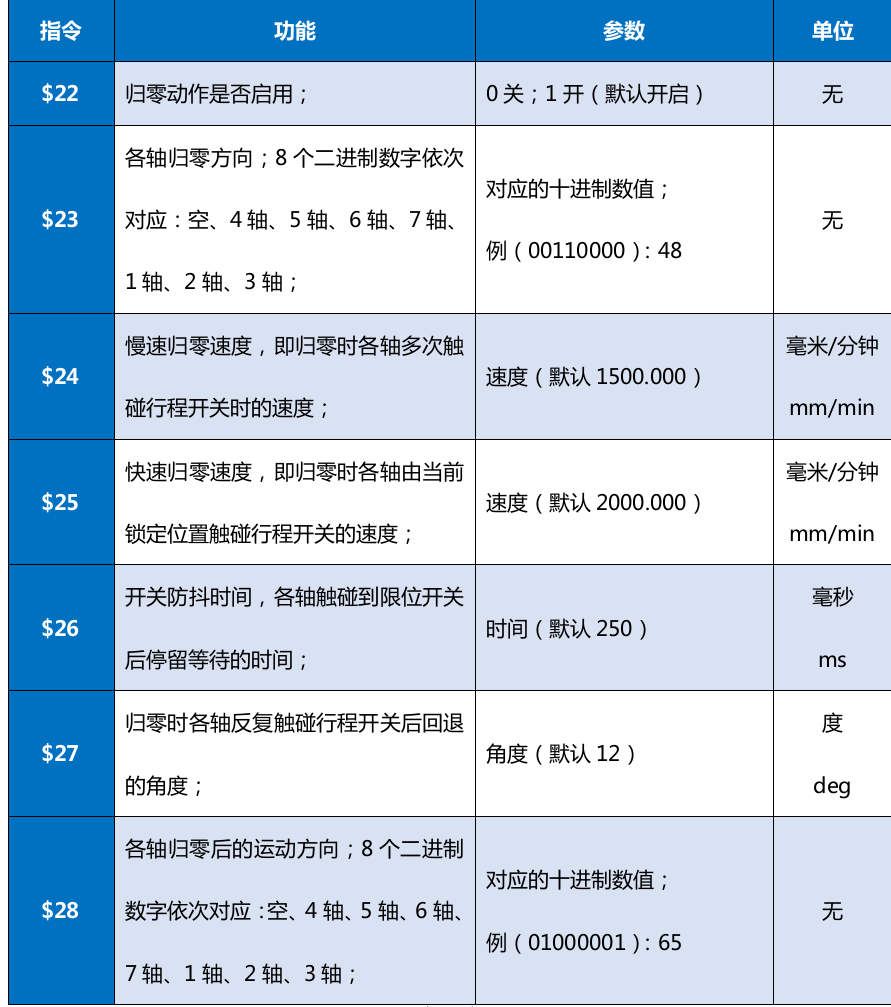 指令 功能 参数 单位
$22 归零动作是否启用； 0 关；1 开（默认开启） 无
$23
各轴归零方向；8 个二进制数字依次
对应：空、4 轴、5 轴、6 轴、7 轴、
1 轴、2 轴、3 轴；
对应的十进制数值；
例（00110000）：48
无
$24
慢速归零速度，即归零时各轴多次触
碰行程开关时的速度；
速度（默认 1500.000）
毫米/分钟
mm/min
$25
快速归零速度，即归零时各轴由当前
锁定位置触碰行程开关的速度；
速度（默认 2000.000）
毫米/分钟
mm/min
$26
开关防抖时间，各轴触碰到限位开关
后停留等待的时间；
时间（默认 250）
毫秒
ms
$27
归零时各轴反复触碰行程开关后回退
的角度；
角度（默认 12）
度
deg
$28
各轴归零后的运动方向；8 个二进制
数字依次对应：空、4 轴、5 轴、6 轴、
7 轴、1 轴、2 轴、3 轴；
对应的十进制数值；
例（01000001）：65
无